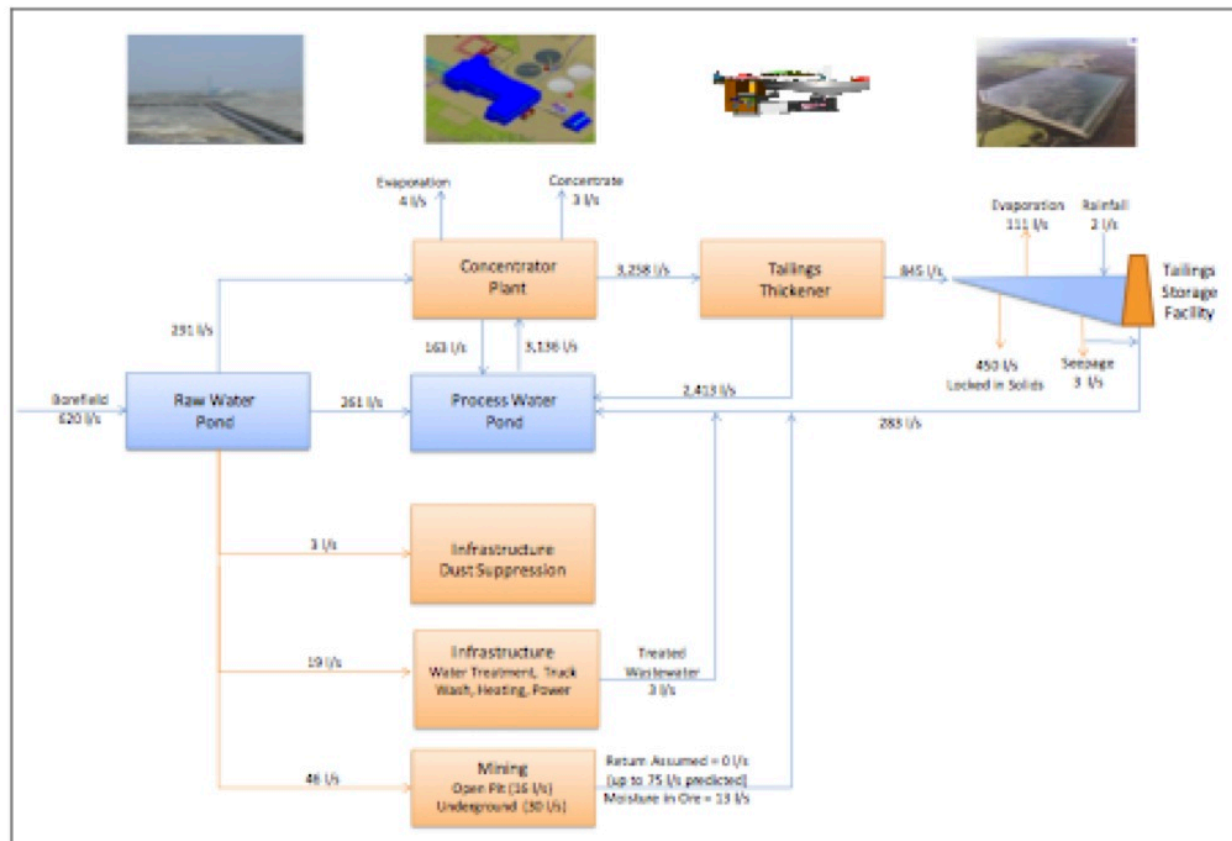 Evaporation
4 l/s
Concentrate
3 l/s
Evaporation
111 l/s
Rainfall
2 l/s
Concentrator
Plant
3,258 l/s
Tailings
Thickener
845 l/s
Tailings
Storage
Facility
291 l/s
163 l/s
3,136 l/s
450 l/s
Locked in Solids
Seepage
3 l/s
Borefield
620 l/s
Raw Water
Pond
261 l/s
Process Water
Pond
2,413 l/s
283 l/s
3 l/s
Infrastructure
Dust Suppression
19 l/s
Infrastructure
Water Treatment, Truck
Wash, Heating, Power
Treated
Wastewater
3 l/s
46 l/s
Mining
Open Pit (16 l/s)
Underground (30 l/s)
Return Assumed = 0 l/s
(up to 75 l/s predicted)
Moisture in Ore = 13 l/s